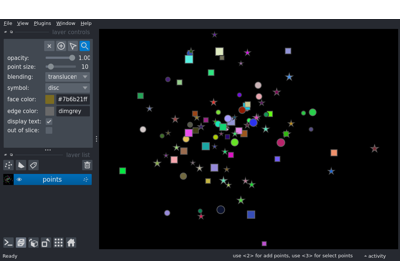 File View Plugins Window Help
layer controls
opacity: 1.00
point size: 10
blending: translucen
symbol: disc
face color: #7b6b21ff
edge color: dimgrey
display text:
out of slice:
layer list
points
Ready
use <2> for add points, use <3> for select points
activity